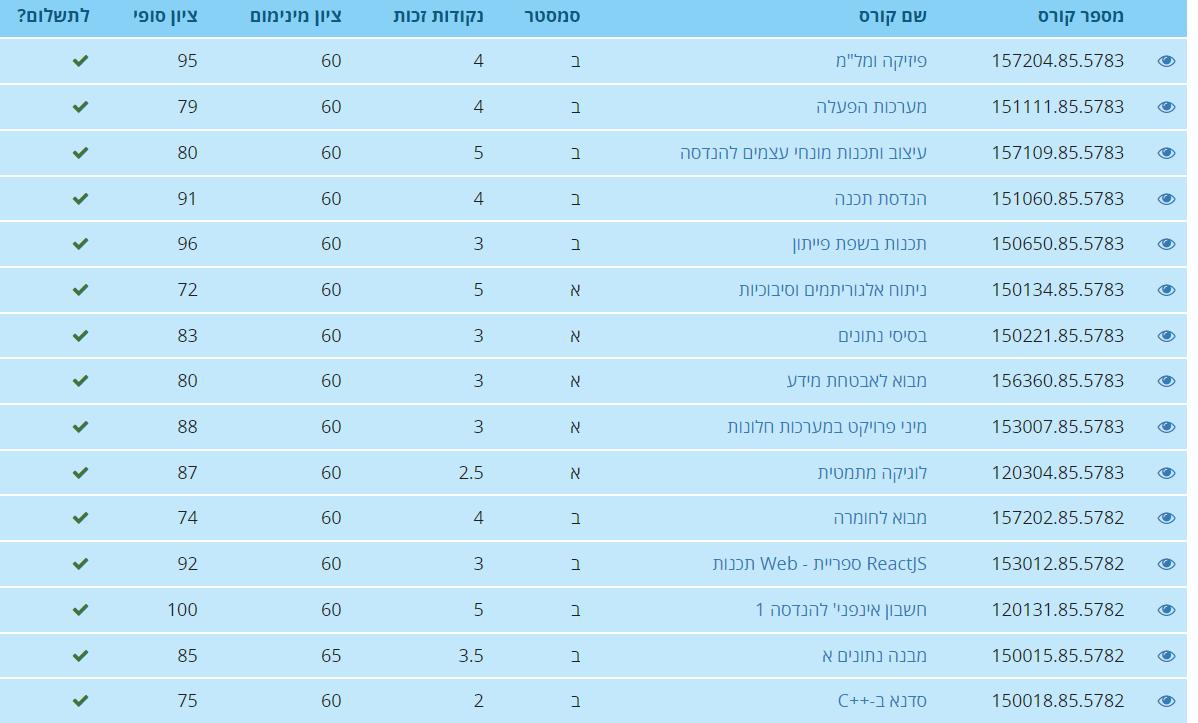 מספר קורס שם קורס סמסטר נקודות זכות ציון מינימום ציון סופי לתשלום?
157204.85.5783 פיזיקה ומל"מ ב 4 60 95
151111.85.5783 מערכות הפעלה ב 4 60 79
157109.85.5783 עיצוב ותכנות מונחי עצמים להנדסה ב 5 60 80
151060.85.5783 הנדסת תכנה ב 4 60 91
150650.85.5783 תכנות בשפת פייתון ב 3 60 96
150134.85.5783 ניתוח אלגוריתמים וסיבוכיות א 5 60 72
150221.85.5783 בסיסי נתונים א 3 60 83
156360.85.5783 מבוא לאבטחת מידע א 3 60 80
153007.85.5783 מיני פרויקט במערכות חלונות א 3 60 88
120304.85.5783 לוגיקה מתמטית א 2.5 60 87
157202.85.5782 מבוא לחומרה ב 4 60 74
153012.85.5782 ReactJS ספריית - Web תכנות ב 3 60 92
120131.85.5782 חשבון אינפני' להנדסה 1 ב 5 60 100
150015.85.5782 מבנה נתונים א ב 3.5 65 85
150018.85.5782 סדנא ב-C++ ב 2 60 75